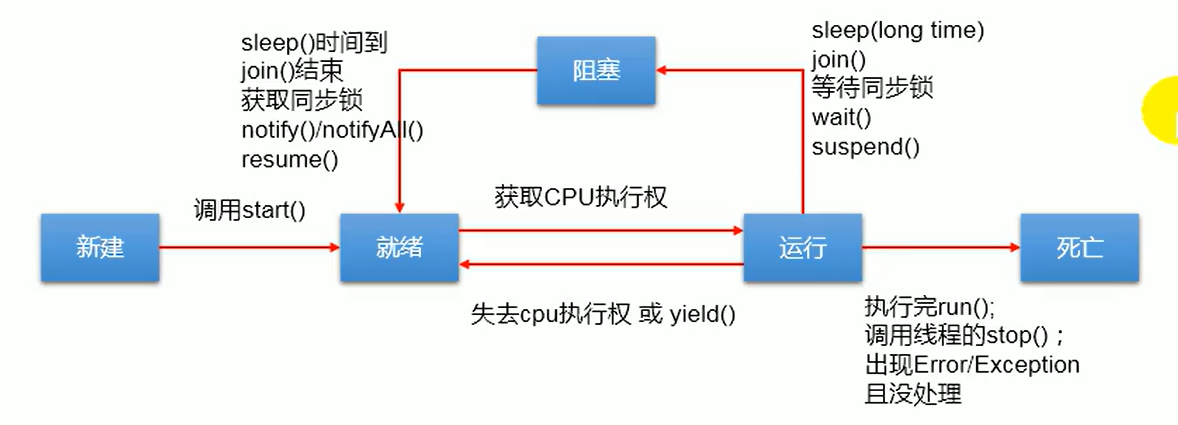 sleep()时间到
join()结束
获取同步锁
notify()/notifyAll()
resume()
阻塞
sleep(long time)
join()
等待同步锁
wait()
suspend()
新建
调用start()
就绪
获取CPU执行权
失去cpu执行权 或 yield()
运行
死亡
执行完run();
调用线程的stop()；
出现Error/Exception
且没处理